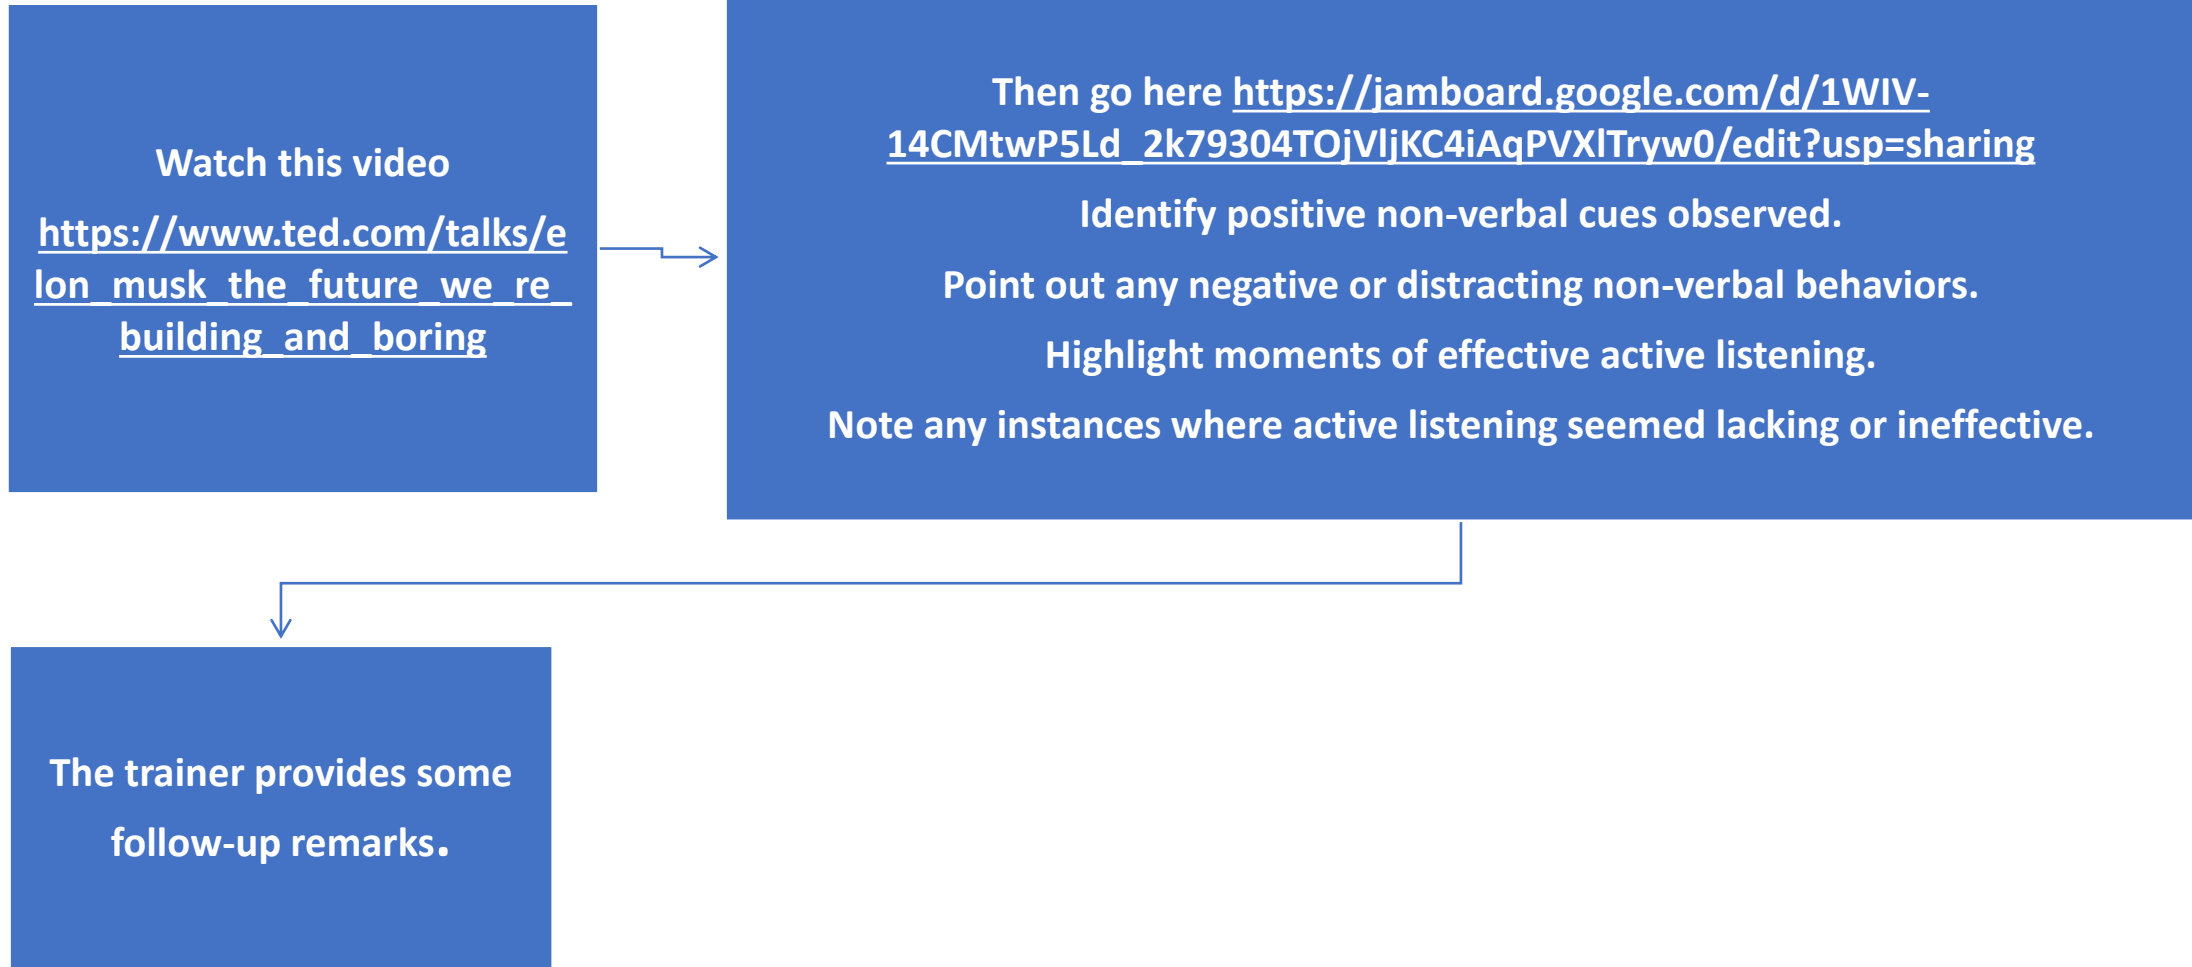 Watch this video
https://www.ted.com/talks/e
lon_musk_the_future_we_re_
building_and_boring
Then go here https://jamboard.google.com/d/1WIV-
14CMtwP5Ld_2k79304TOjVljKC4iAqPVXlTryw0/edit?usp=sharing
Identify positive non-verbal cues observed.
Point out any negative or distracting non-verbal behaviors.
Highlight moments of effective active listening.
Note any instances where active listening seemed lacking or ineffective.
The trainer provides some
follow-up remarks.